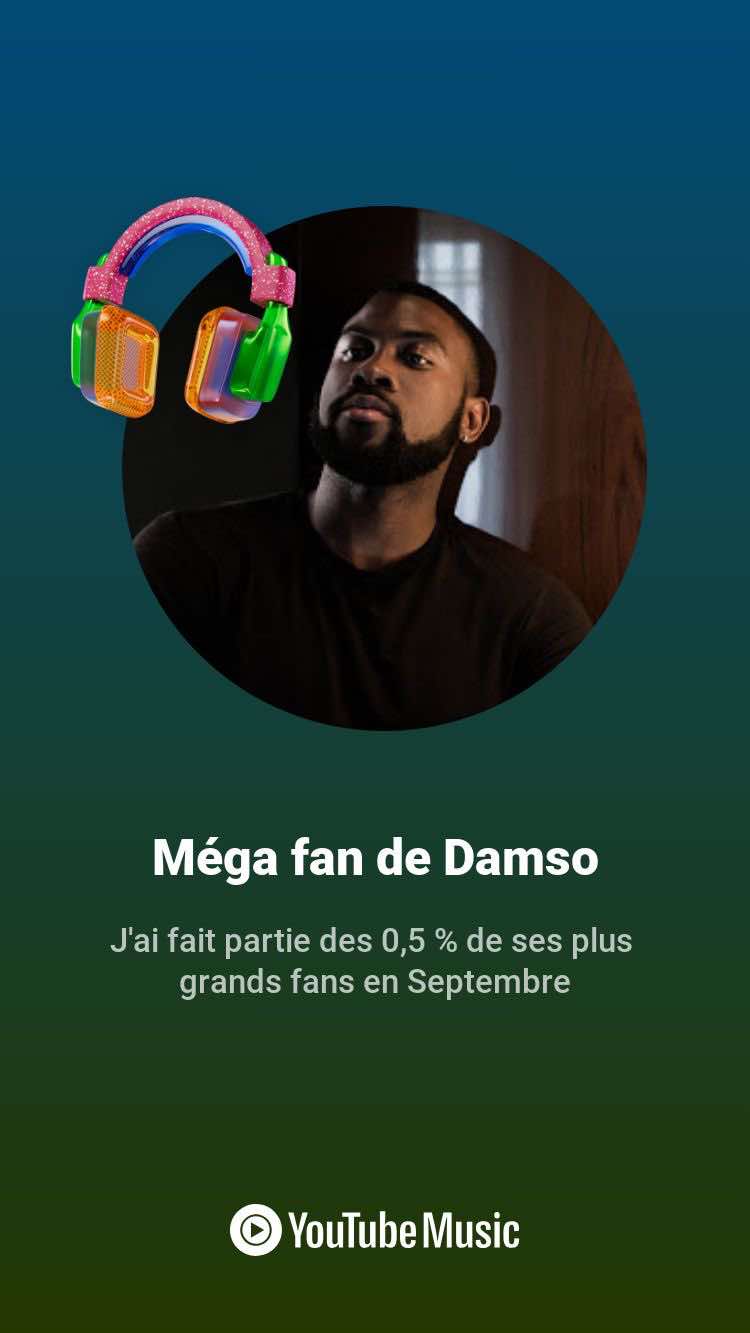 Méga fan de Damso
J'ai fait partie des 0,5 % de ses plus
grands fans en Septembre
YouTube Music